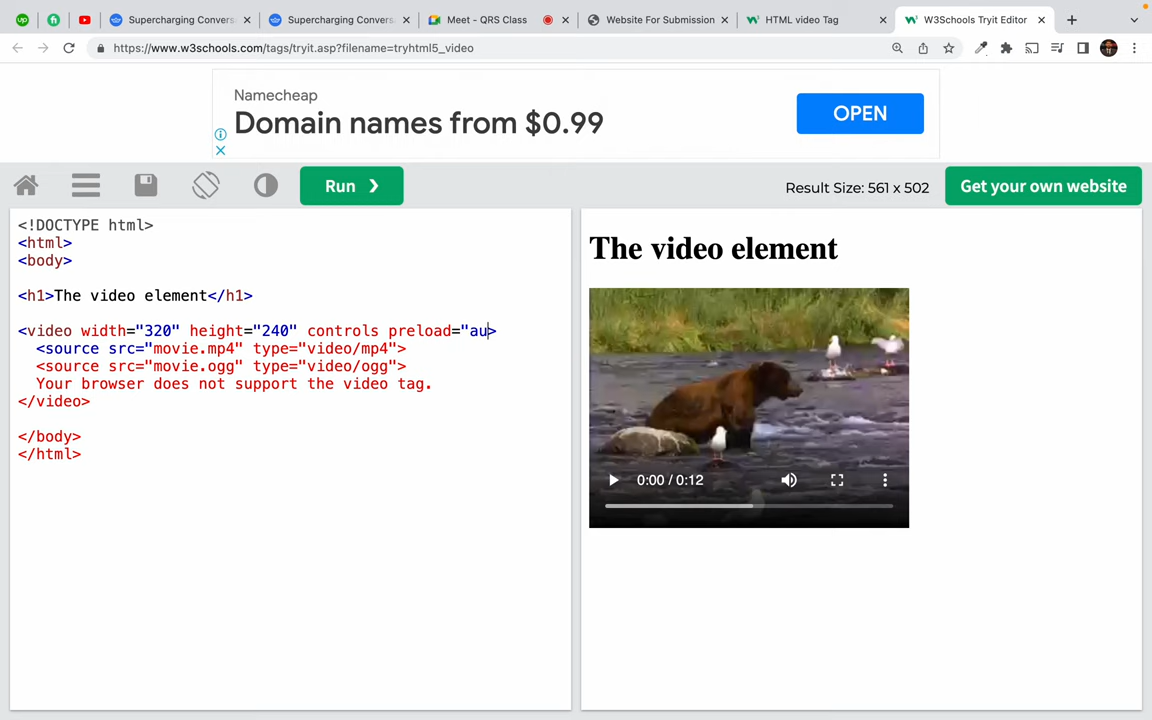 Supercharging Convers
Supercharging Convers
Meet - QRS Class
Website For Submission
HTML video Tag
W3Schools Tryit Editor
https://www.w3schools.com/tags/tryit.asp?filename=tryhtml5_video
Namecheap
Domain names from $0.99
OPEN
Run ❯
Result Size: 561 x 502
Get your own website
<!DOCTYPE html>
<html>
<body>
<h1>The video element</h1>
<video width="320" height="240" controls preload="au>
<source src="movie.mp4" type="video/mp4">
<source src="movie.ogg" type="video/ogg">
Your browser does not support the video tag.
</video>
</body>
</html>
The video element
0:00 / 0:12